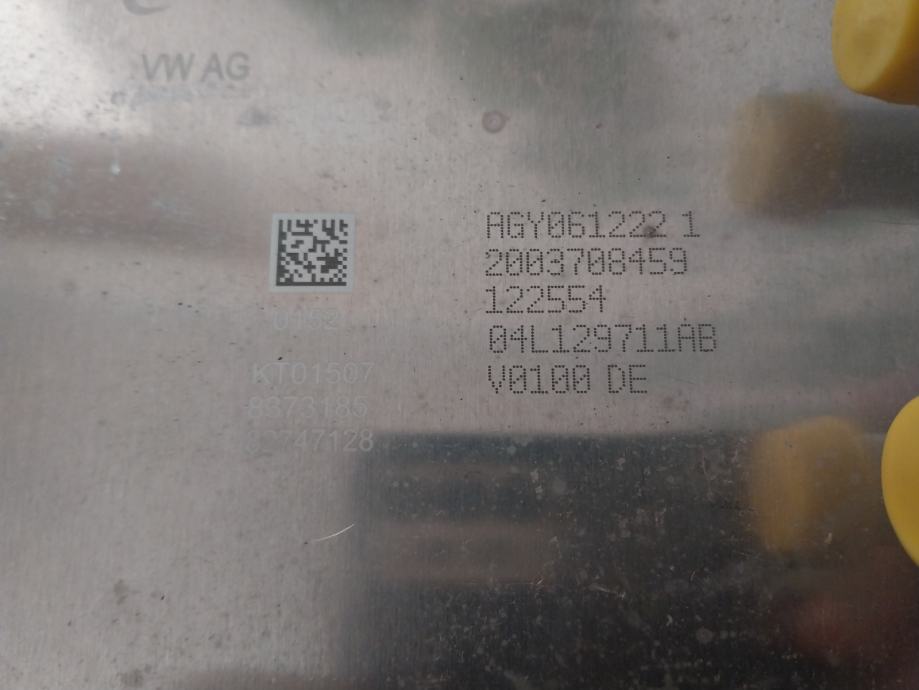 VW AG
AGY061222 1
2003708459
122554
04L129711AB
V0100 DE
KT01507
8373185